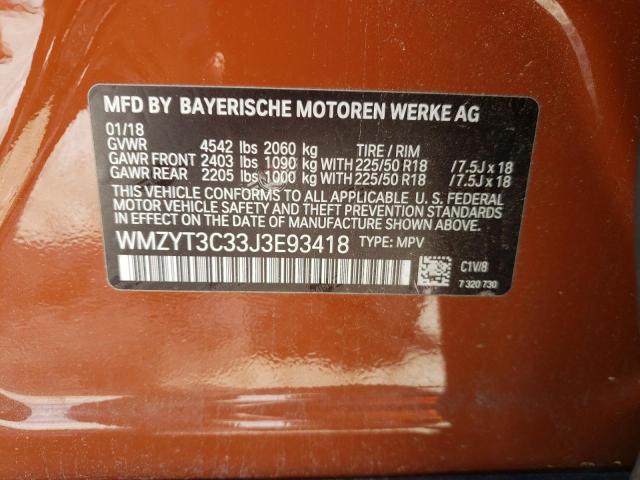 MFD BY BAYERISCHE MOTOREN WERKE AG
01/18
GVWR 4542 lbs 2060 kg TIRE / RIM
GAWR FRONT 2403 lbs 1090 kg WITH 225/50 R18 /7.5J x 18
GAWR REAR 2205 lbs 1000 kg WITH 225/50 R18 /7.5J x 18
THIS VEHICLE CONFORMS TO ALL APPLICABLE U.S. FEDERAL
MOTOR VEHICLE SAFETY, BUMPER, AND THEFT PREVENTION
STANDARDS IN EFFECT ON THE DATE OF MANUFACTURE SHOWN ABOVE.
WMZYT3C33J3E93418 TYPE: MPV
C1V/8
7 320 730